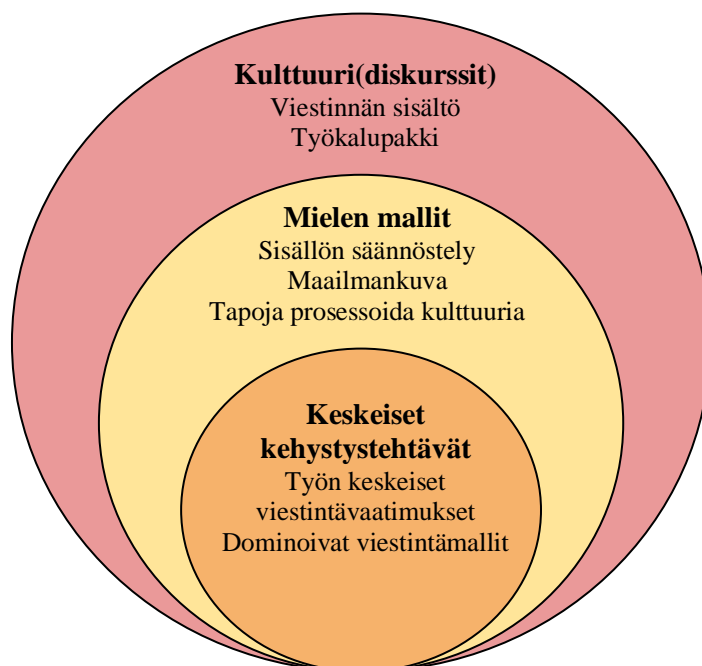 Kulttuuri(diskurssit)
Viestinnän sisältö
Työkalupakki
Mielen mallit
Sisällön säännöstely
Maailmankuva
Tapoja prosessoida kulttuuria
Keskeiset
kehystystehtävät
Työn keskeiset
viestintävaatimukset
Dominoivat viestintämallit